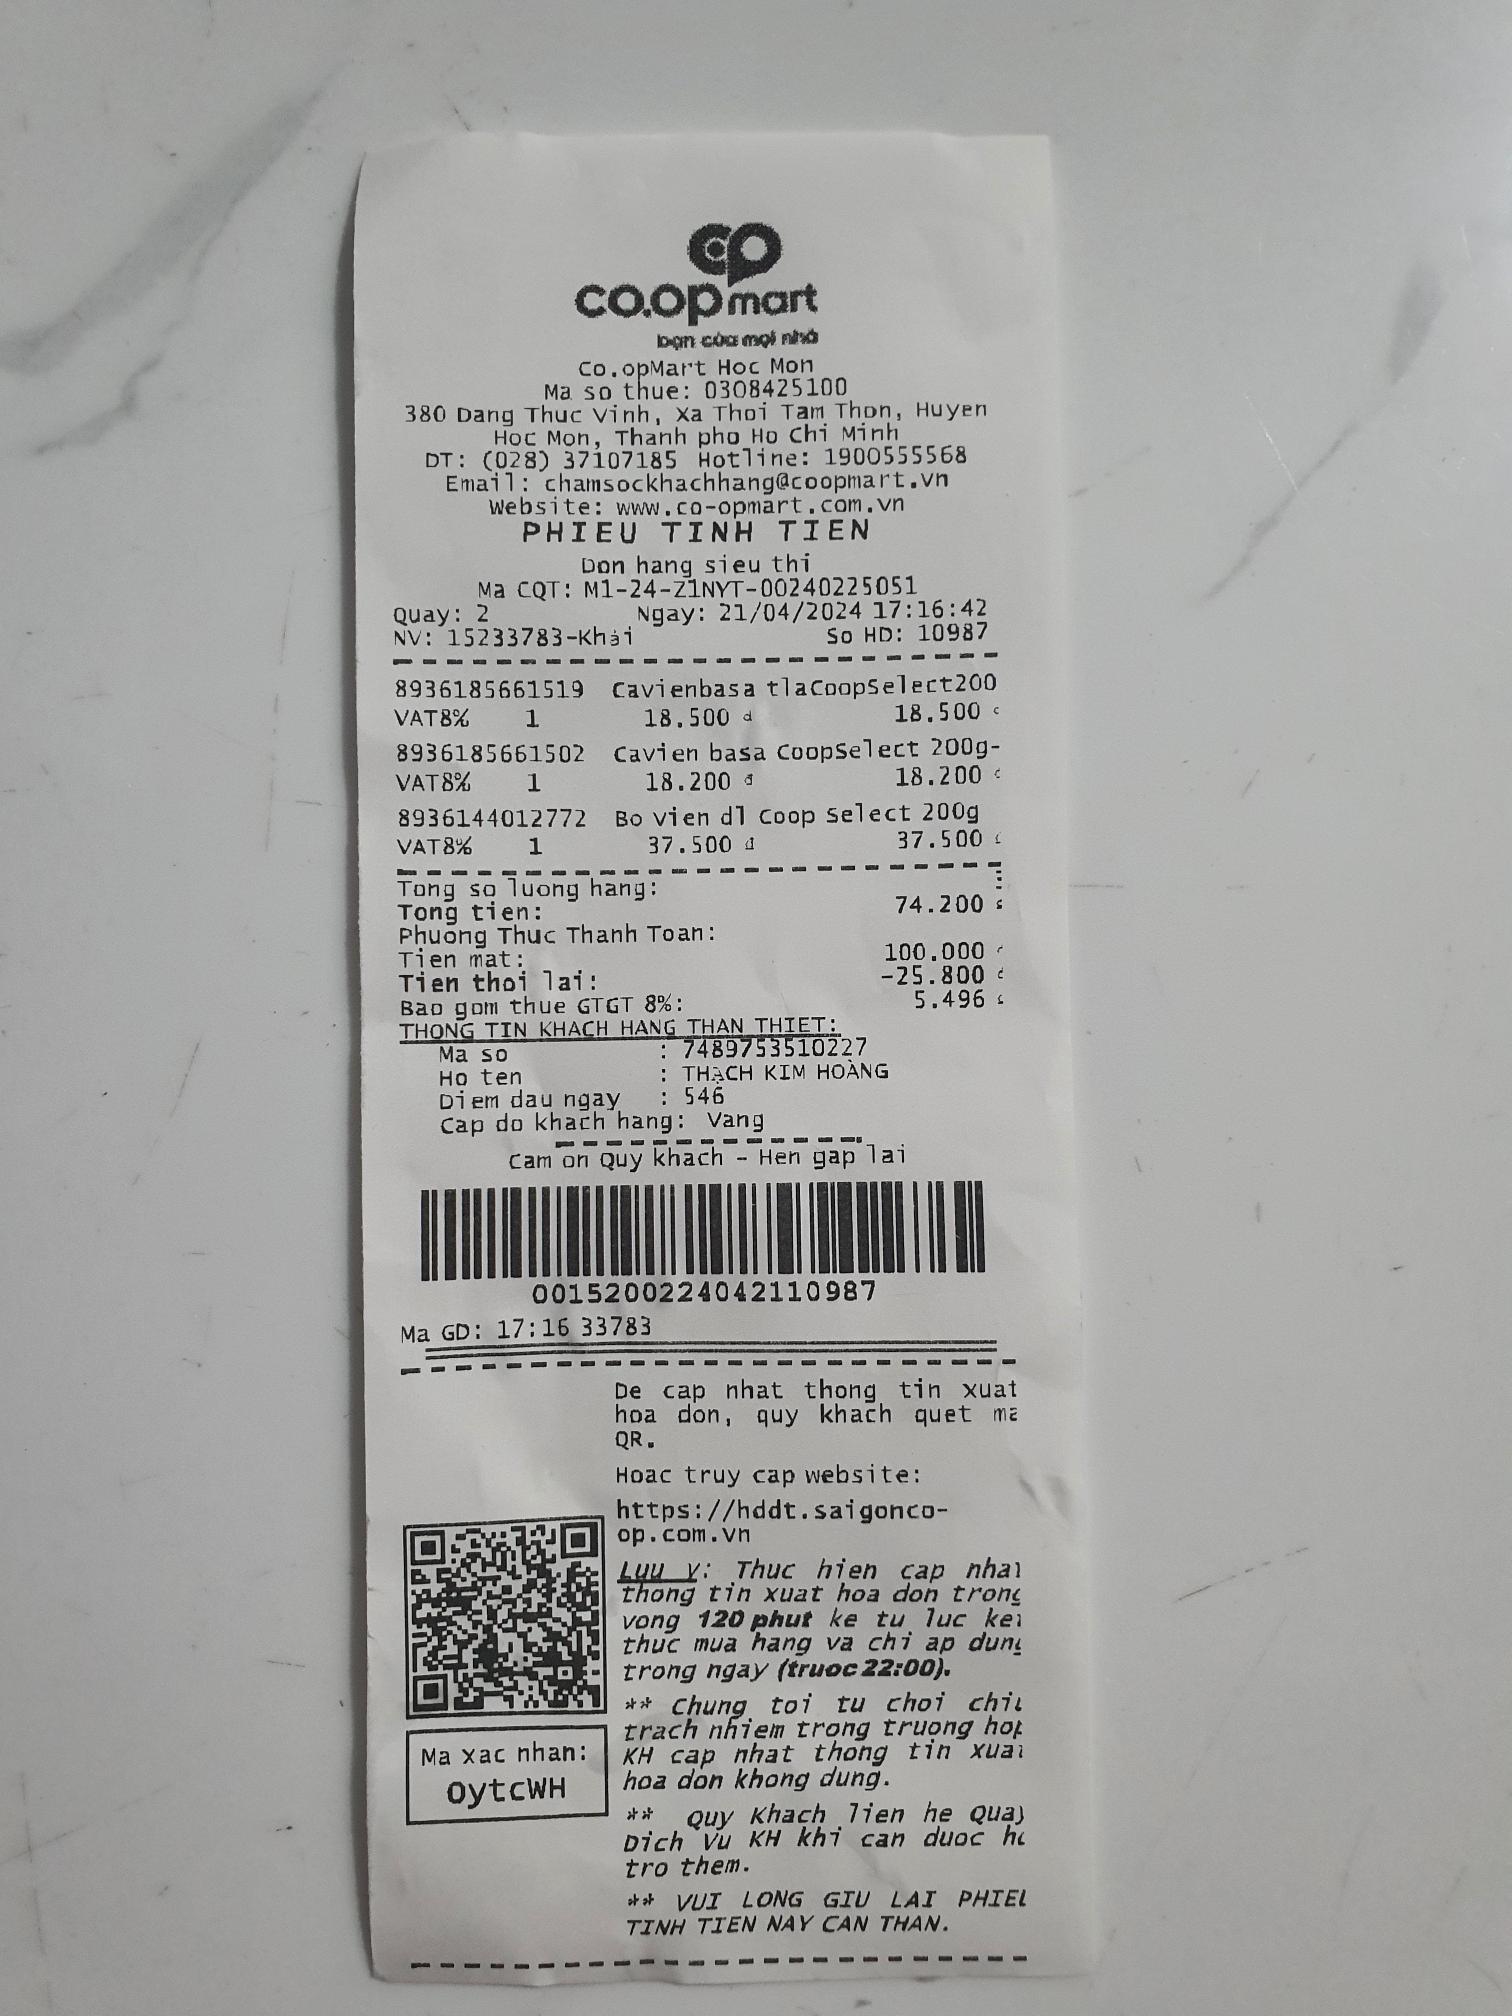 co.opmart
bạn của mọi nhà
Co.opMart Hoc Mon
Ma so thue: 0308425100
380 Dang Thuc Vinh, Xa Thoi Tam Thon, Huyen
Hoc Mon, Thanh pho Ho Chi Minh
DT: (028) 37107185 Hotline: 1900555568
Email: chamsockhachhang@coopmart.vn
Website: www.co-opmart.com.vn
PHIEU TINH TIEN
Don hang sieu thi
Ma CQT: M1-24-Z1NYT-00240225051
Quay: 2 Ngay: 21/04/2024 17:16:42
NV: 15233783-Khải So HD: 10987
8936185661519 Cavienbasa tlaCoopSelect200
VAT8% 1 18.500 đ 18.500
8936185661502 Cavien basa CoopSelect 200g-
VAT8% 1 18.200 đ 18.200
8936144012772 Bo vien dl Coop Select 200g
VAT8% 1 37.500 đ 37.500
Tong so luong hang:
Tong tien: 74.200
Phuong Thuc Thanh Toan:
Tien mat: 100.000
Tien thoi lai: -25.800
Bao gom thue GTGT 8%: 5.496
THONG TIN KHACH HANG THAN THIET:
Ma so : 7489753510227
Ho ten : THẠCH KIM HOÀNG
Diem dau ngay : 546
Cap do khach hang: Vang
Cam on Quy khach - Hen gap lai
0015200224042110987
Ma GD: 17:16 33783
De cap nhat thong tin xuat
hoa don, quy khach quet ma
QR.
Hoac truy cap website:
https://hddt.saigonco-
op.com.vn
Luu y: Thuc hien cap nhat
thong tin xuat hoa don trong
vong 120 phut ke tu luc ket
thuc mua hang va chi ap dung
trong ngay (truoc 22:00).
** Chung toi tu choi chiu
trach nhiem trong truong hop
KH cap nhat thong tin xuat
hoa don khong dung.
** Quy Khach lien he Quay
Dich Vu KH khi can duoc ho
tro them.
** VUI LONG GIU LAI PHIEU
TINH TIEN NAY CAN THAN.
Ma xac nhan:
OytcWH